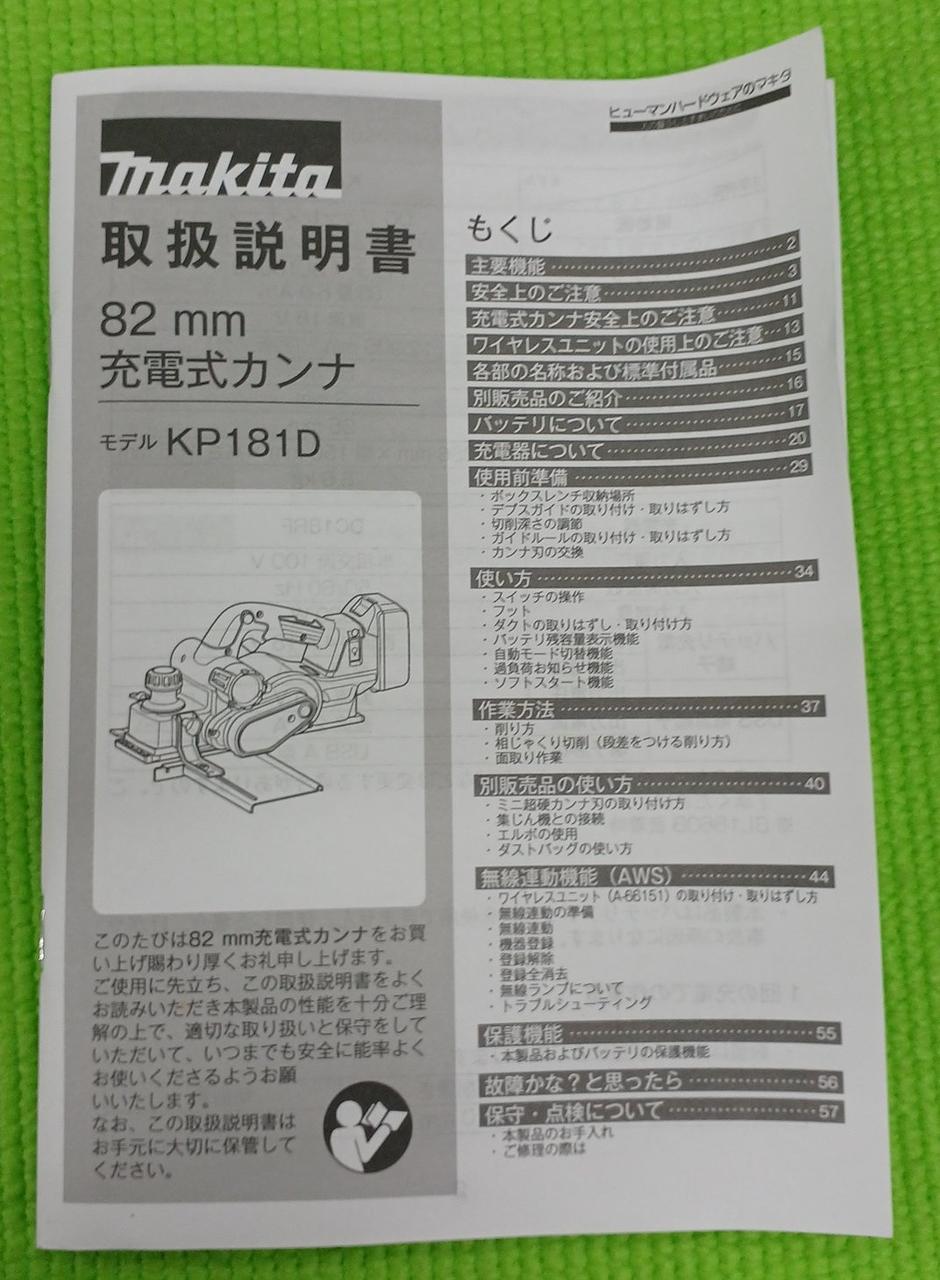 makita
取扱説明書
82 mm
充電式カンナ
モデル KP181D
このたびは82 mm充電式カンナをお買
い上げ賜わり厚くお礼申し上げます。
ご使用に先立ち、この取扱説明書をよく
お読みいただき本製品の性能を十分ご理
解の上で、適切な取り扱いと保守をして
いただいて、いつまでも安全に能率よく
お使いくださるようお願
いいたします。
なお、この取扱説明書は
お手元に大切に保管して
ください。
ヒューマンハードウェアのマキタ
もくじ
主要機能 2
安全上のご注意 3
充電式カンナ安全上のご注意 11
ワイヤレスユニットの使用上のご注意 13
各部の名称および標準付属品 15
別販売品のご紹介 16
バッテリについて 17
充電器について 20
使用前準備 29
・ボックスレンチ収納場所
・デプスガイドの取り付け・取りはずし方
・切削深さの調節
・ガイドルールの取り付け・取りはずし方
・カンナ刃の交換
使い方 34
・スイッチの操作
・フット
・ダクトの取りはずし・取り付け方
・バッテリ残容量表示機能
・自動モード切替機能
・過負荷お知らせ機能
・ソフトスタート機能
作業方法 37
・削り方
・相じゃくり切削（段差をつける削り方）
・面取り作業
別販売品の使い方 40
・ミニ超硬カンナ刃の取り付け方
・集じん機との接続
・エルボの使用
・ダストバッグの使い方
無線連動機能（AWS） 44
・ワイヤレスユニット（A-66151）の取り付け・取りはずし方
・無線連動の準備
・無線連動
・機器登録
・登録解除
・登録全消去
・無線ランプについて
・トラブルシューティング
保護機能 55
・本製品およびバッテリの保護機能
故障かな？と思ったら 56
保守・点検について 57
・本製品のお手入れ
・ご修理の際は